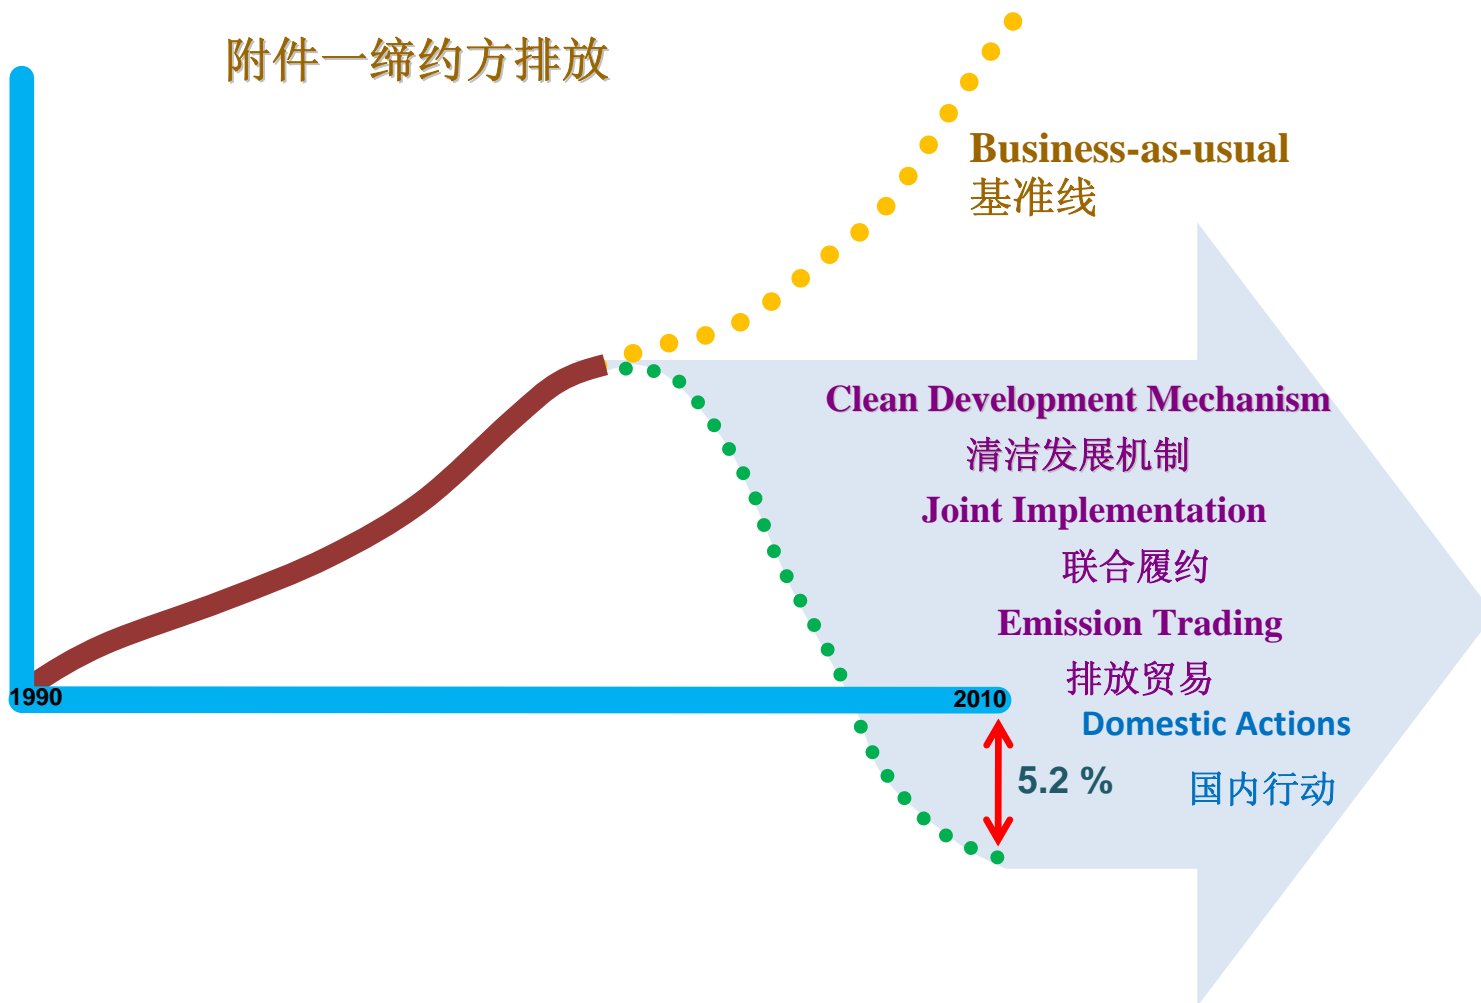 附件一缔约方排放
Business-as-usual
基准线
Clean Development Mechanism
清洁发展机制
Joint Implementation
联合履约
Emission Trading
排放贸易
1990
2010
Domestic Actions
5.2 %
国内行动